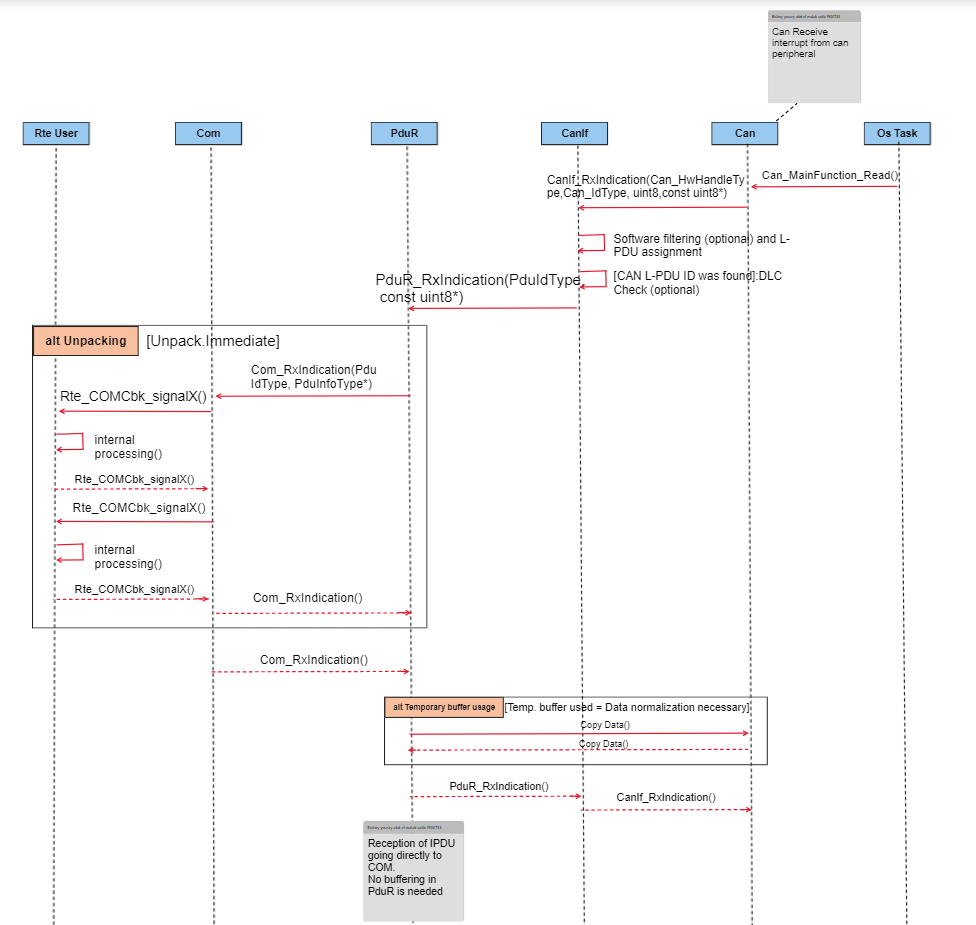 Can Receive
interrupt from can
peripheral
Rte User
Com
PduR
CanIf
Can
Os Task
Can_MainFunction_Read()
CanIf_RxIndication(Can_HwHandleTy
pe,Can_IdType, uint8,const uint8*)
Software filtering (optional) and L-
PDU assignment
[CAN L-PDU ID was found]:DLC
Check (optional)
PduR_RxIndication(PduIdType,
const uint8*)
alt Unpacking
[Unpack.Immediate]
Com_RxIndication(Pdu
IdType, PduInfoType*)
Rte_COMCbk_signalX()
internal
processing()
Rte_COMCbk_signalX()
Rte_COMCbk_signalX()
internal
processing()
Rte_COMCbk_signalX()
Com_RxIndication()
Com_RxIndication()
alt Temporary buffer usage
[Temp. buffer used = Data normalization necessary]
Copy Data()
Copy Data()
PduR_RxIndication()
CanIf_RxIndication()
Reception of IPDU
going directly to
COM.
No buffering in
PduR is needed